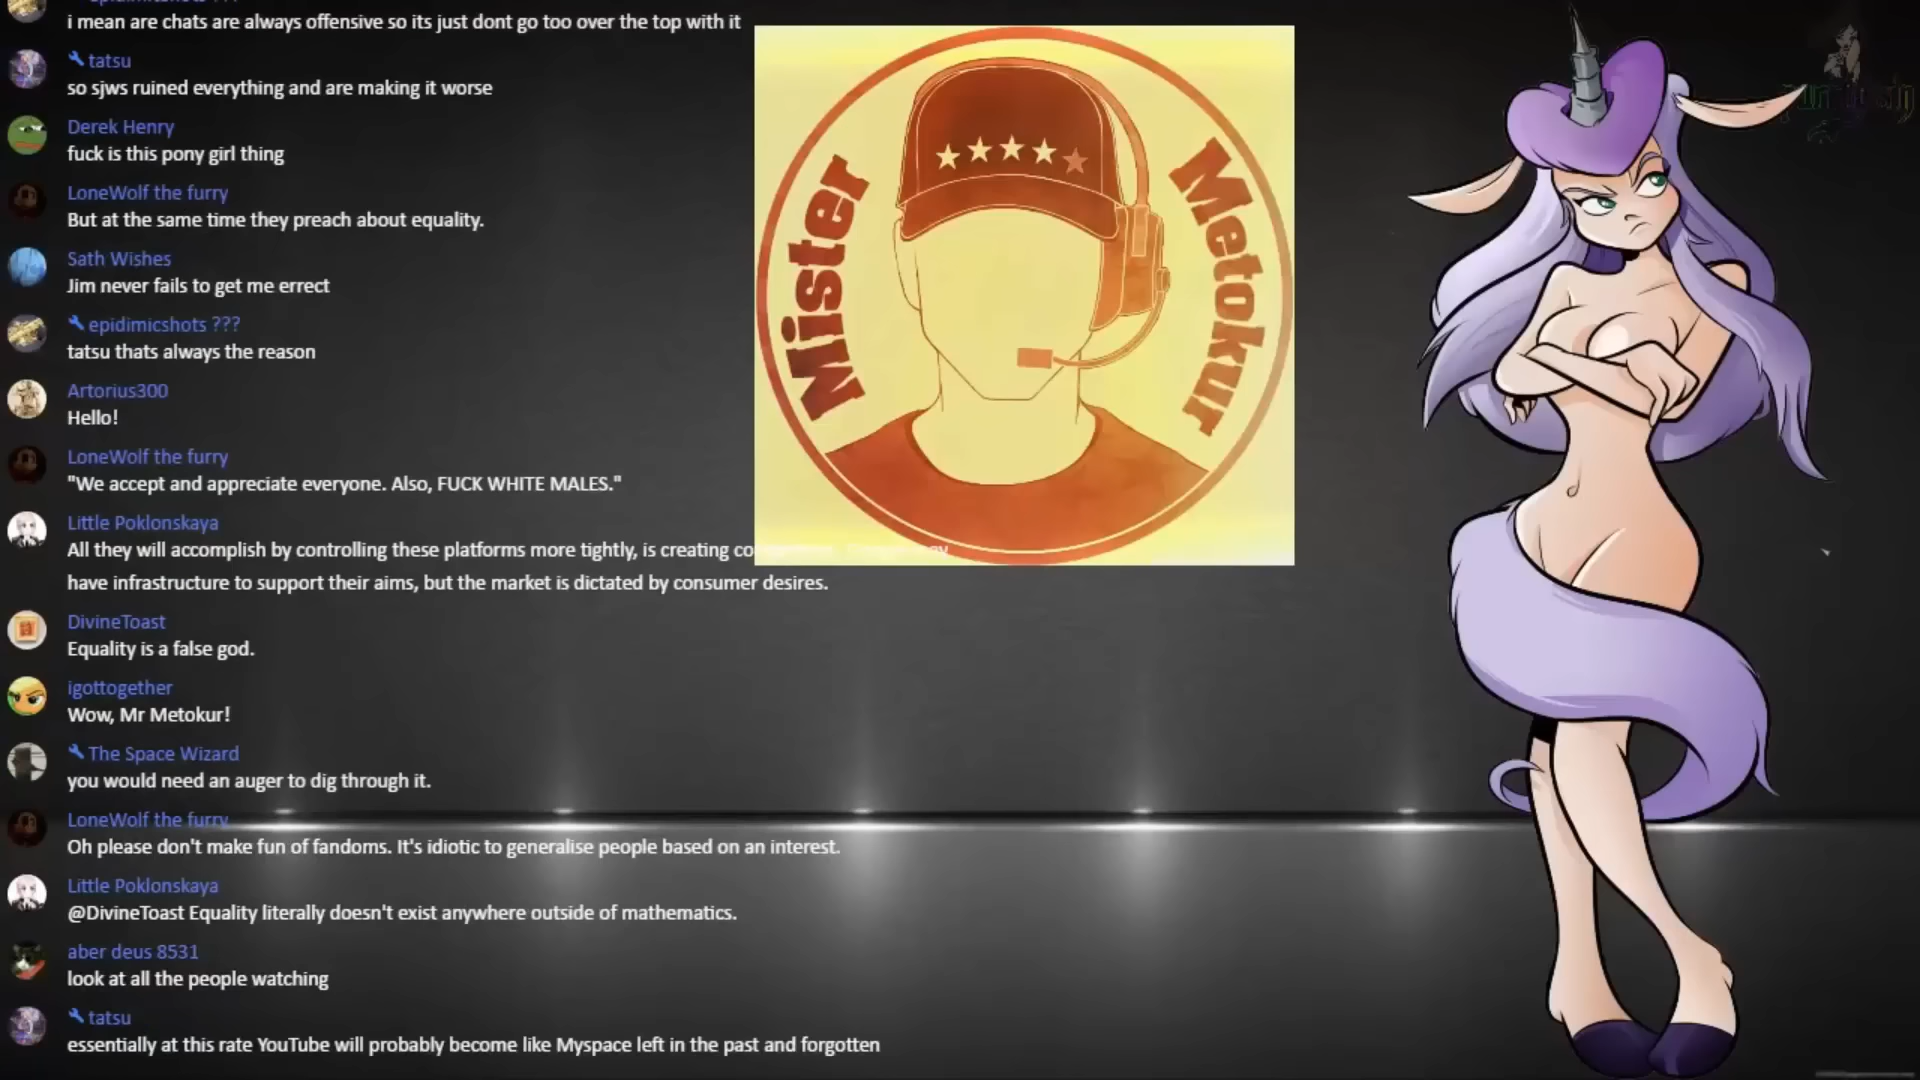 i mean are chats are always offensive so its just dont go too over the top with it
tatsu
so sjws ruined everything and are making it worse
Derek Henry
fuck is this pony girl thing
LoneWolf the furry
But at the same time they preach about equality.
Sath Wishes
Jim never fails to get me errect
epidimicshots ???
tatsu thats always the reason
Artorius300
Hello!
LoneWolf the furry
"We accept and appreciate everyone. Also, FUCK WHITE MALES."
Little Poklonskaya
All they will accomplish by controlling these platforms more tightly, is creating
have infrastructure to support their aims, but the market is dictated by consumer desires.
DivineToast
Equality is a false god.
igottogether
Wow, Mr Metokur!
The Space Wizard
you would need an auger to dig through it.
LoneWolf the furry
Oh please don't make fun of fandoms. It's idiotic to generalise people based on an interest.
Little Poklonskaya
@DivineToast Equality literally doesn't exist anywhere outside of mathematics.
aber deus 8531
look at all the people watching
tatsu
essentially at this rate YouTube will probably become like Myspace left in the past and forgotten
Mister
Metokur